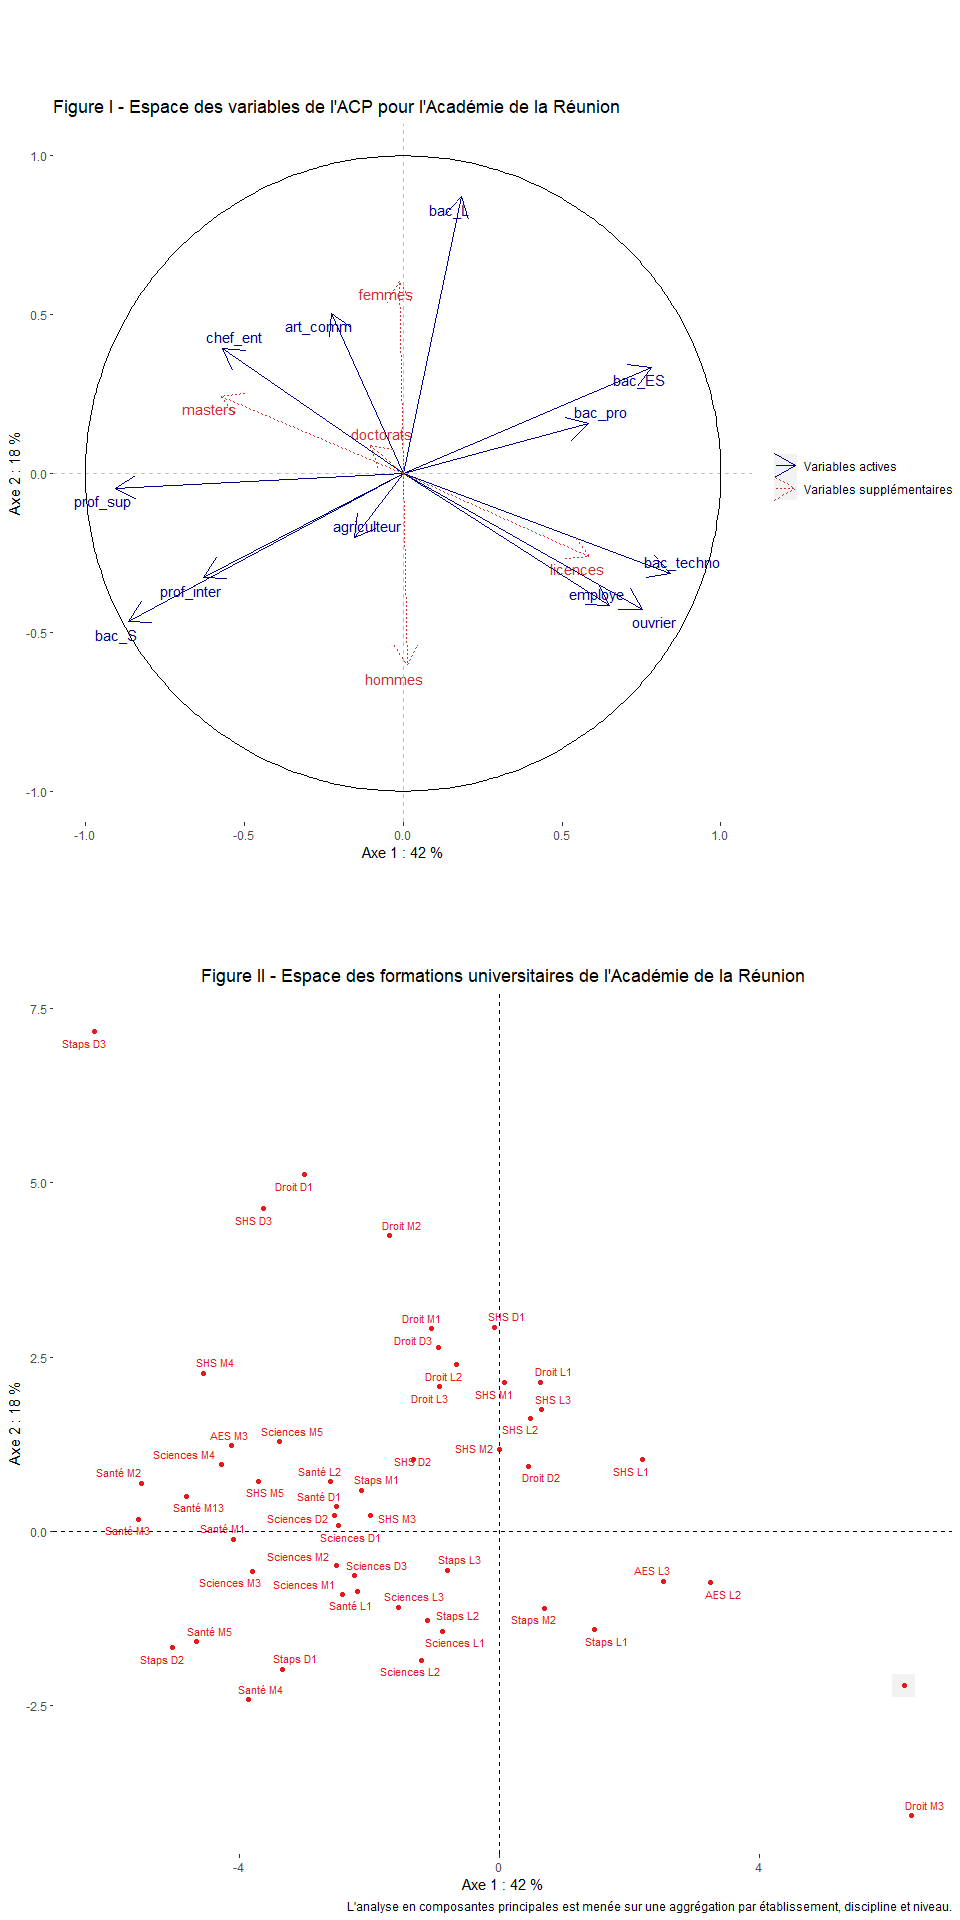 Figure I - Espace des variables de l'ACP pour l'Académie de la Réunion
1.0
bac_L
femmes
0.5
art_comm
chef_ent
bac_ES
masters
bac_pro
doctorats
Axe 2 : 18 %
Variables actives
0.0
Variables supplémentaires
prof_sup
agriculteur
bac_techno
licences
prof_inter
employe
ouvrier
-0.5
bac_S
hommes
-1.0
-1.0
-0.5
0.0
0.5
1.0
Axe 1 : 42 %
Figure II - Espace des formations universitaires de l'Académie de la Réunion
7.5
Staps D3
5.0
Droit D1
SHS D3
Droit M2
Droit M1
SHS D1
Droit D3
2.5
SHS M4
Droit L2
Droit L1
Droit L3
SHS M1
SHS L3
Axe 2 : 18 %
AES M3
Sciences M5
SHS L2
Sciences M4
SHS M2
SHS D2
Santé M2
Santé L2
Staps M1
Droit D2
SHS L1
SHS M5
Santé D1
Santé M13
Sciences D2
SHS M3
0.0
Santé M3
Santé M1
Sciences D1
Sciences M2
Staps L3
Sciences D3
AES L3
Sciences M3
Sciences M1
Sciences L3
AES L2
Santé L1
Staps L2
Staps M2
Santé M5
Sciences L1
Staps L1
Staps D2
Staps D1
Sciences L2
Santé M4
-2.5
Droit M3
-4
0
4
Axe 1 : 42 %
L'analyse en composantes principales est menée sur une aggrégation par établissement, discipline et niveau.